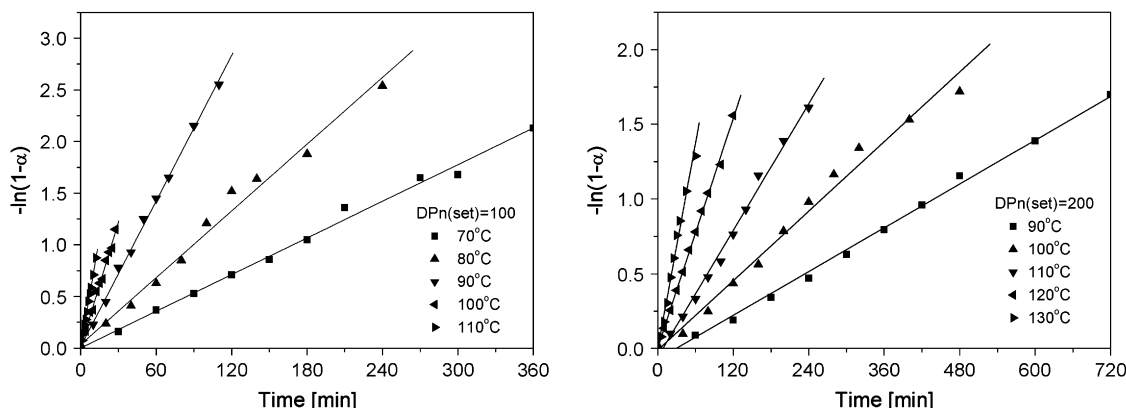 3.0
2.5
2.0
1.5
1.0
0.5
0.0
-ln(1-α)
DPn(set)=100
70°C
80°C
90°C
100°C
110°C
0 60 120 180 240 300 360
Time [min]
2.0
1.5
1.0
0.5
0.0
-ln(1-α)
DPn(set)=200
90°C
100°C
110°C
120°C
130°C
0 120 240 360 480 600 720
Time [min]